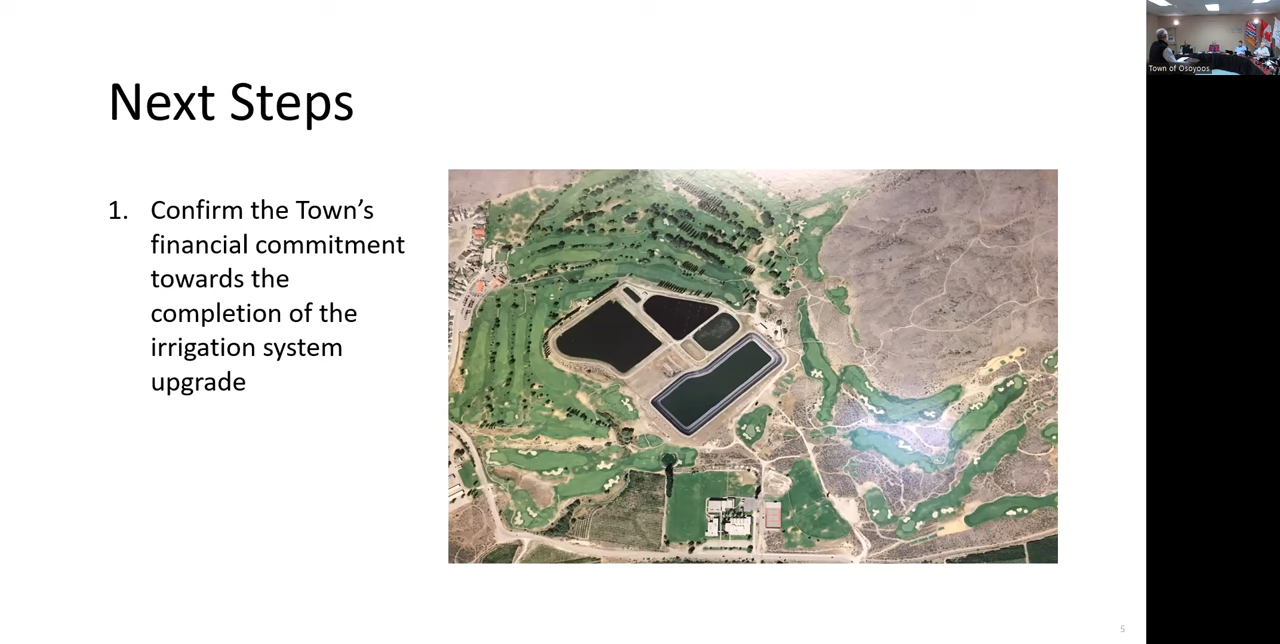 Town of Osoyoos
Next Steps
1. Confirm the Town’s
financial commitment
towards the
completion of the
irrigation system
upgrade
5